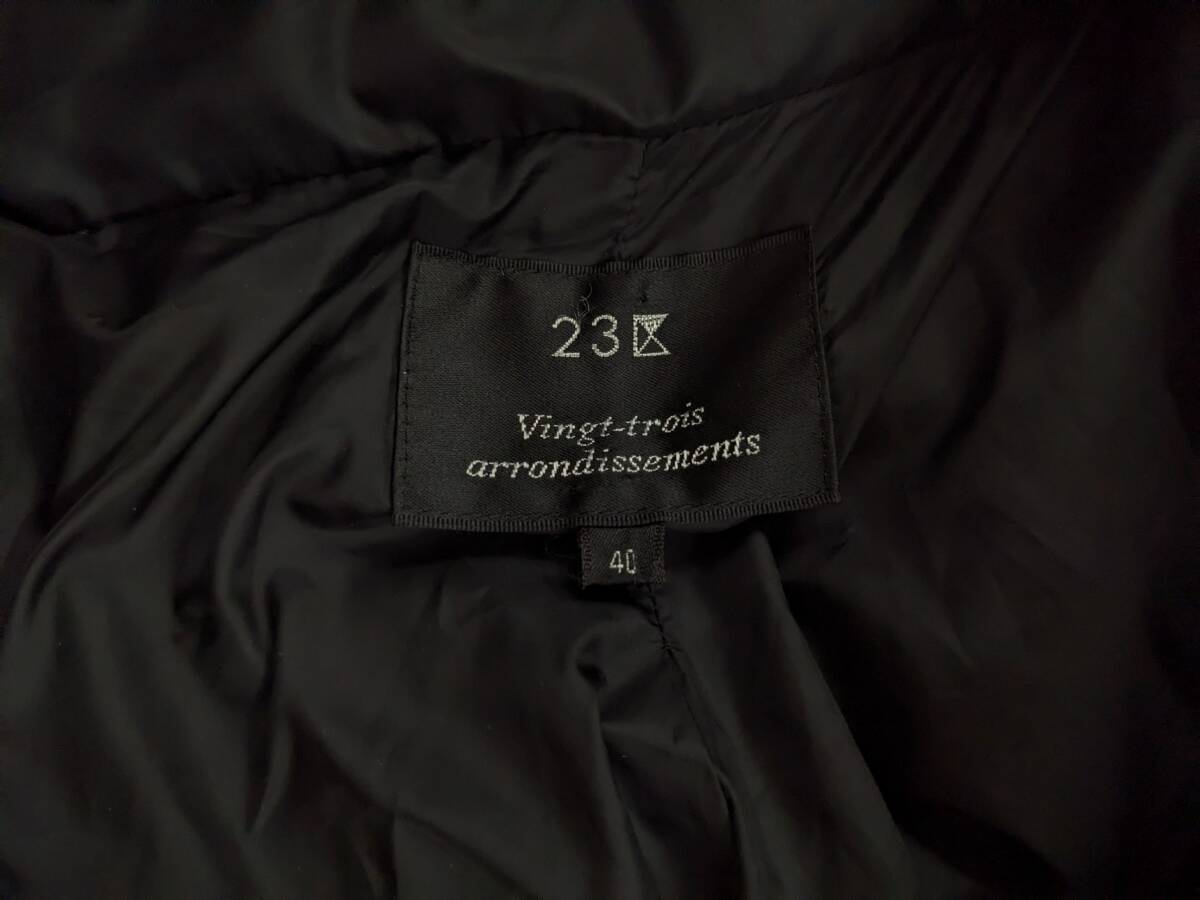 23区
Vingt-trois
arrondissements
40